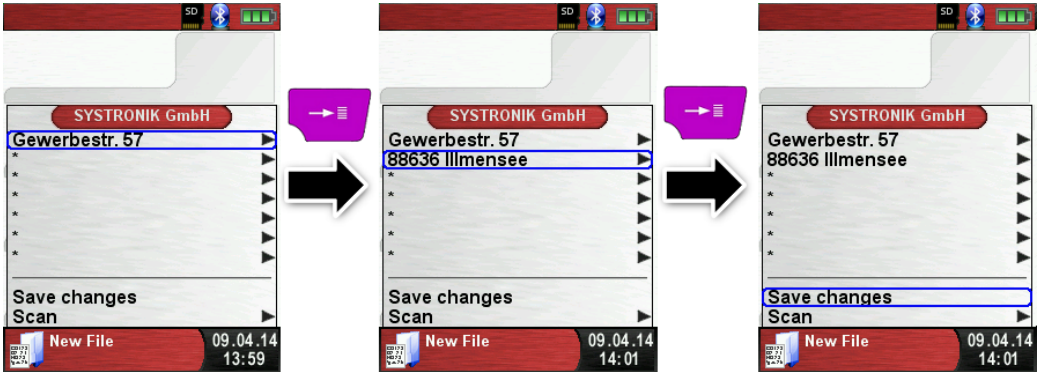 SD
SYSTRONIK GmbH
Gewerbestr. 57
*
*
*
*
*
*
Save changes
Scan
New File
09.04.14
13:59
SD
SYSTRONIK GmbH
Gewerbestr. 57
88636 Illmensee
*
*
*
*
*
Save changes
Scan
New File
09.04.14
14:01
SD
SYSTRONIK GmbH
Gewerbestr. 57
88636 Illmensee
*
*
*
*
*
Save changes
Scan
New File
09.04.14
14:01